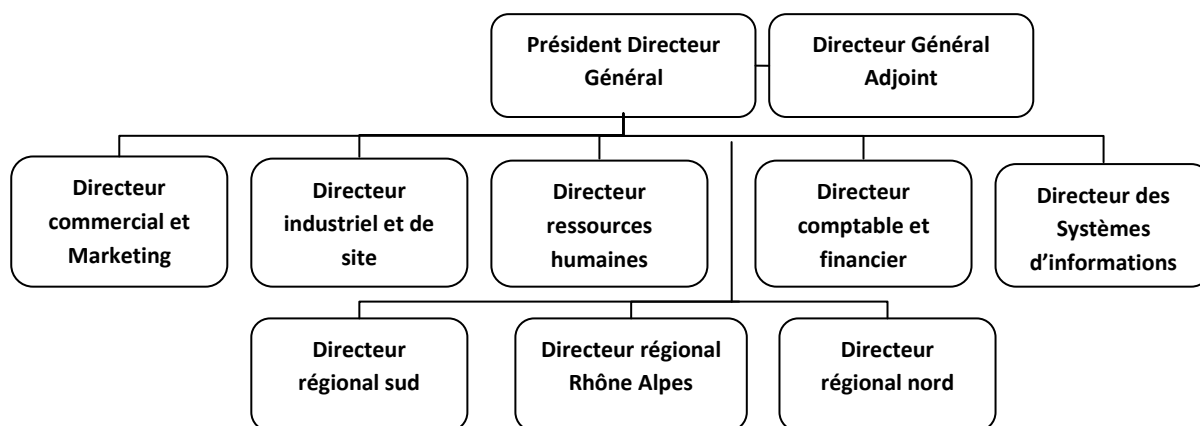 Président Directeur
Général
Directeur Général
Adjoint
Directeur
commercial et
Marketing
Directeur
industriel et de
site
Directeur
ressources
humaines
Directeur
comptable et
financier
Directeur des
Systèmes
d'informations
Directeur
régional sud
Directeur régional
Rhône Alpes
Directeur
régional nord